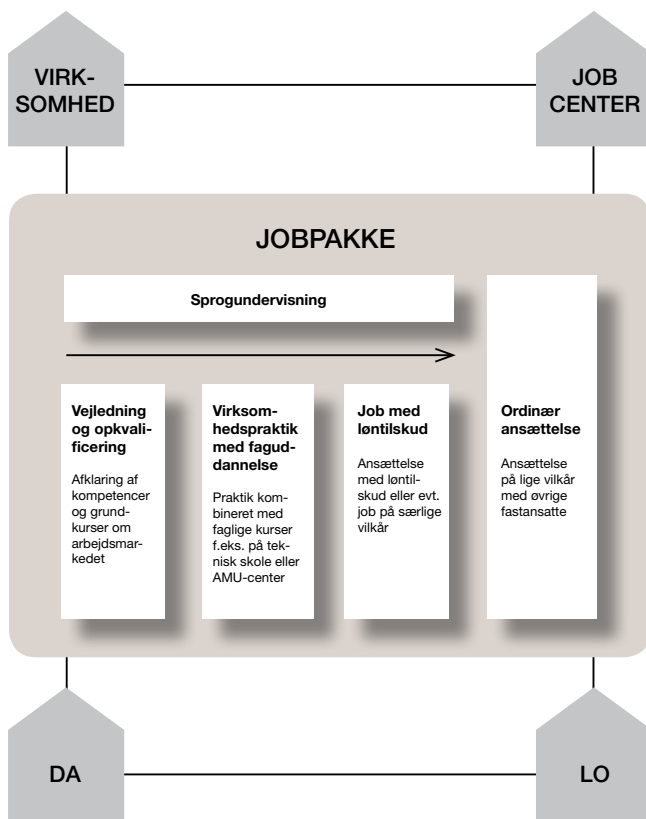 VIRK-
SOMHED
JOB
CENTER
JOBPAKKE
Sprogundervisning
Vejledning
og opkvali-
ficering
Afklaring af
kompetencer
og grund-
kurser om
arbejdsmar-
kedet
Virksom-
hedspraktik
med fagud-
dannelse
Praktik kom-
bineret med
faglige kurser
f.eks. på tek-
nisk skole eller
AMU-center
Job med
løntilskud
Ansættelse
med løntil-
skud eller evt.
job på særlige
vilkår
Ordinær
ansættelse
Ansættelse
på lige vilkår
med øvrige
fastansatte
DA
LO